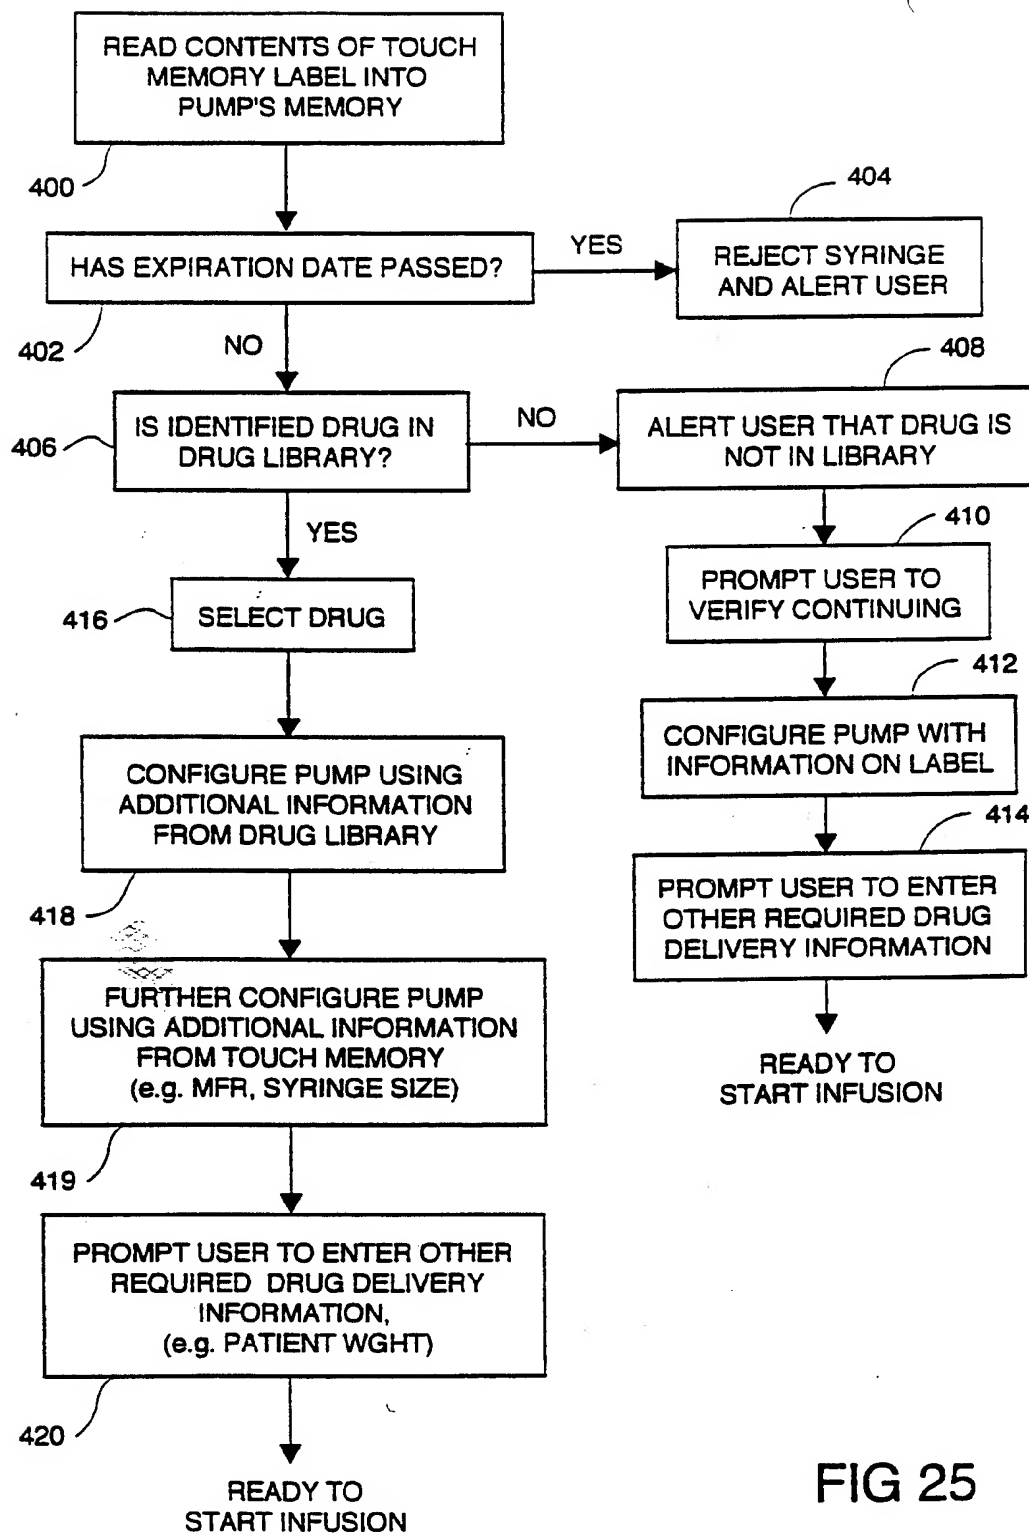 READ CONTENTS OF TOUCH
MEMORY LABEL INTO
PUMP'S MEMORY
400
404
HAS EXPIRATION DATE PASSED?
YES
REJECT SYRINGE
AND ALERT USER
402
NO
408
406
IS IDENTIFIED DRUG IN
DRUG LIBRARY?
NO
ALERT USER THAT DRUG IS
NOT IN LIBRARY
YES
410
416
SELECT DRUG
PROMPT USER TO
VERIFY CONTINUING
412
CONFIGURE PUMP WITH
INFORMATION ON LABEL
CONFIGURE PUMP USING
ADDITIONAL INFORMATION
FROM DRUG LIBRARY
414
418
PROMPT USER TO ENTER
OTHER REQUIRED DRUG
DELIVERY INFORMATION
FURTHER CONFIGURE PUMP
USING ADDITIONAL INFORMATION
FROM TOUCH MEMORY
(e.g. MFR, SYRINGE SIZE)
READY TO
START INFUSION
419
PROMPT USER TO ENTER OTHER
REQUIRED DRUG DELIVERY
INFORMATION,
(e.g. PATIENT WGHT)
420
READY TO
START INFUSION
FIG 25